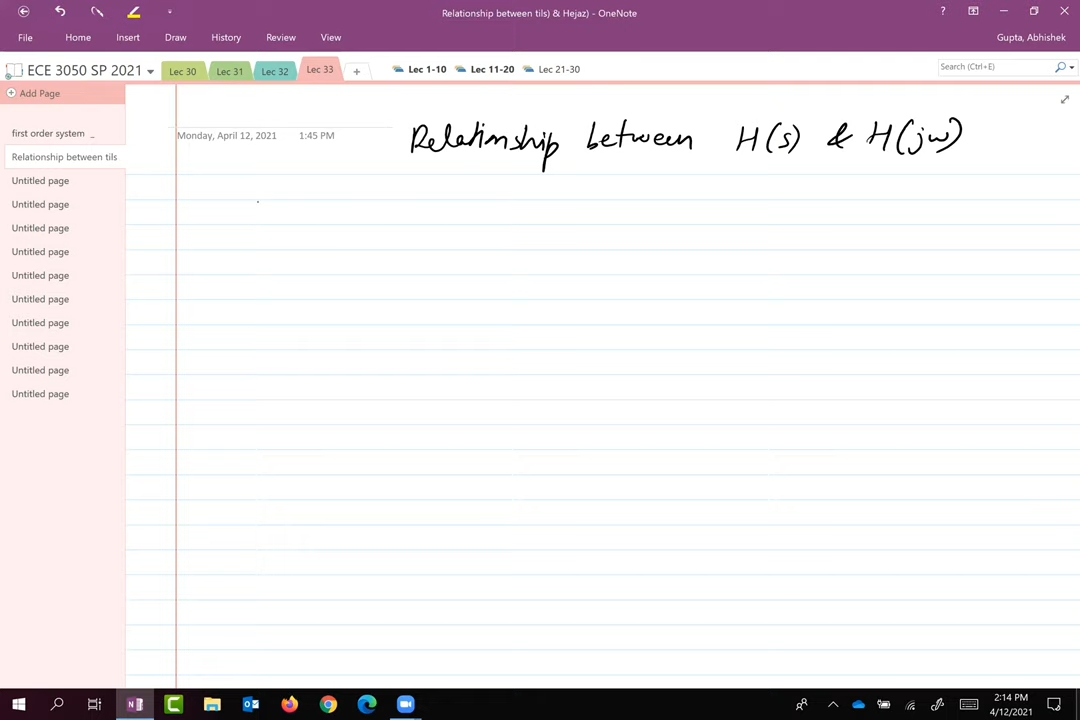 Relationship between tils) & Hejaz) - OneNote
?
File Home Insert Draw History Review View
Gupta, Abhishek
ECE 3050 SP 2021 Lec 30 Lec 31 Lec 32 Lec 33 + Lec 1-10 Lec 11-20 Lec 21-30
Search (Ctrl+E)
Add Page
first order system _
Relationship between tils
Untitled page
Untitled page
Untitled page
Untitled page
Untitled page
Untitled page
Untitled page
Untitled page
Untitled page
Untitled page
Monday, April 12, 2021 1:45 PM
Relationship between H(s) & H(jw)
2:14 PM
4/12/2021